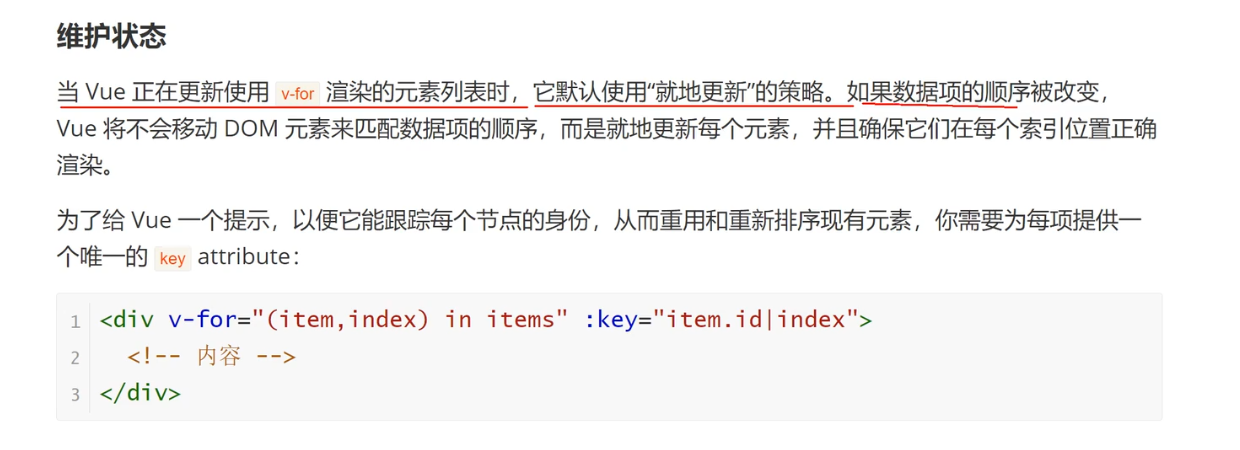 维护状态
当 Vue 正在更新使用 v-for 渲染的元素列表时，它默认使用“就地更新”的策略。如果数据项的顺序被改变，
Vue 将不会移动 DOM 元素来匹配数据项的顺序，而是就地更新每个元素，并且确保它们在每个索引位置正确
渲染。
为了给 Vue 一个提示，以便它能跟踪每个节点的身份，从而重用和重新排序现有元素，你需要为每项提供一
个唯一的 key attribute：
1 <div v-for="(item,index) in items" :key="item.id|index">
2 <!-- 内容 -->
3 </div>